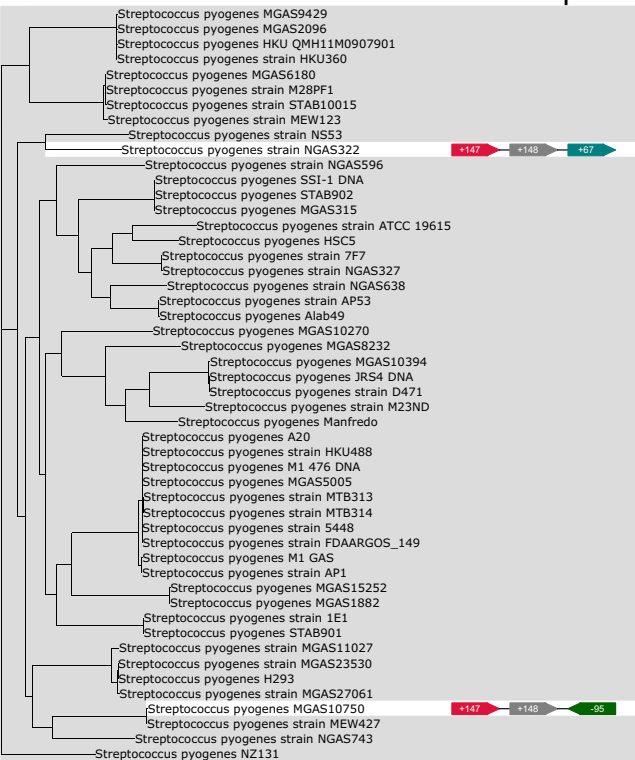 Streptococcus pyogenes MGAS9429
Streptococcus pyogenes MGAS2096
Streptococcus pyogenes HKU QMH11M0907901
Streptococcus pyogenes strain HKU360
Streptococcus pyogenes MGAS6180
Streptococcus pyogenes strain M28PF1
Streptococcus pyogenes STAB10015
Streptococcus pyogenes MEW123
Streptococcus pyogenes strain NS53
Streptococcus pyogenes strain NGAS322 +147 +148 +67
Streptococcus pyogenes strain NGAS596
Streptococcus pyogenes SSI-1 DNA
Streptococcus pyogenes STAB902
Streptococcus pyogenes MGAS315
Streptococcus pyogenes strain ATCC 19615
Streptococcus pyogenes HSC5
Streptococcus pyogenes strain 7F7
Streptococcus pyogenes strain NGAS327
Streptococcus pyogenes strain NGAS638
Streptococcus pyogenes strain AP53
Streptococcus pyogenes Alab49
Streptococcus pyogenes MGAS10270
Streptococcus pyogenes MGAS8232
Streptococcus pyogenes MGAS10394
Streptococcus pyogenes JRS4 DNA
Streptococcus pyogenes strain D471
Streptococcus pyogenes strain M23ND
Streptococcus pyogenes Manfredo
Streptococcus pyogenes A20
Streptococcus pyogenes strain HKU488
Streptococcus pyogenes M1 476 DNA
Streptococcus pyogenes MGAS5005
Streptococcus pyogenes strain MTB313
Streptococcus pyogenes strain MTB314
Streptococcus pyogenes strain 5448
Streptococcus pyogenes strain FDAARGOS_149
Streptococcus pyogenes M1 GAS
Streptococcus pyogenes strain AP1
Streptococcus pyogenes MGAS15252
Streptococcus pyogenes MGAS1882
Streptococcus pyogenes strain 1E1
Streptococcus pyogenes STAB901
Streptococcus pyogenes strain MGAS11027
Streptococcus pyogenes strain MGAS23530
Streptococcus pyogenes H293
Streptococcus pyogenes strain MGAS27061
Streptococcus pyogenes MGAS10750 +147 +148 -95
Streptococcus pyogenes strain MEW427
Streptococcus pyogenes strain NGAS743
Streptococcus pyogenes NZ131